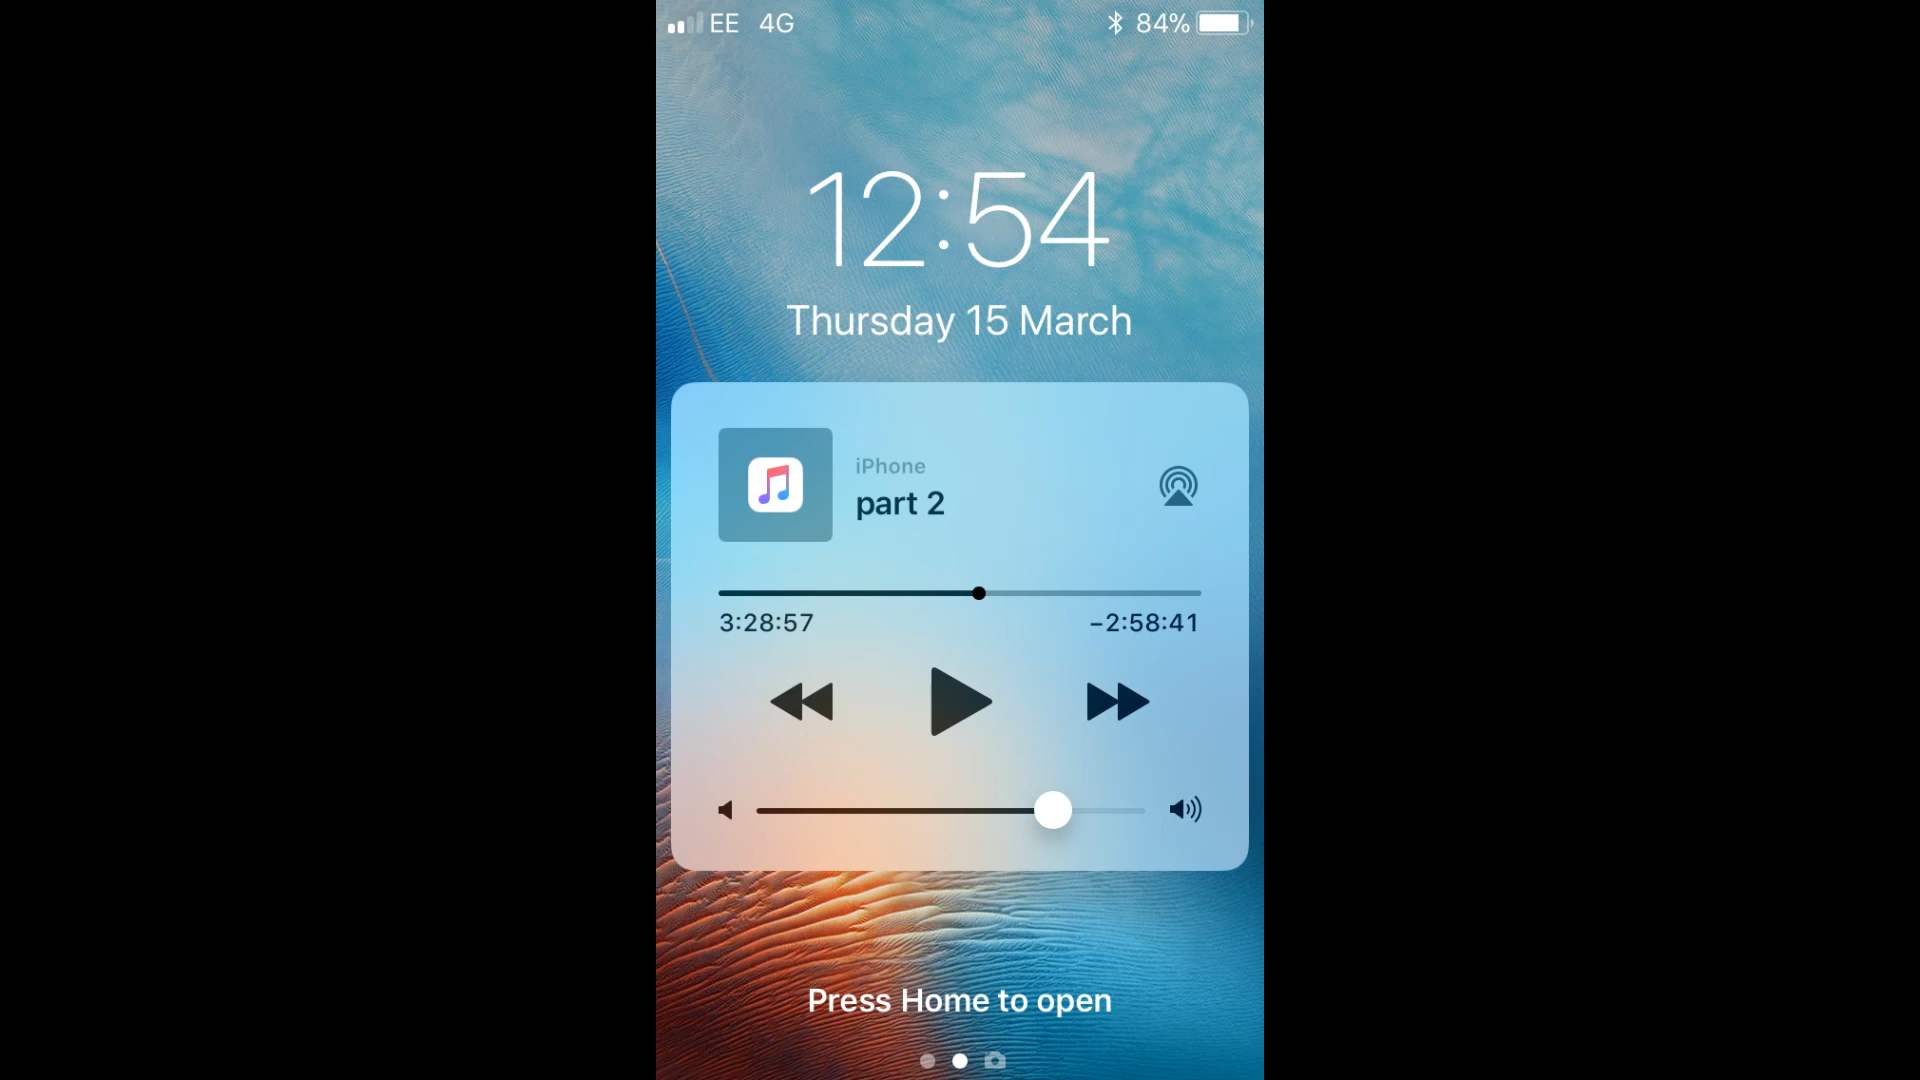 EE 4G 84%
12:54
Thursday 15 March
iPhone
part 2
3:28:57 −2:58:41
Press Home to open